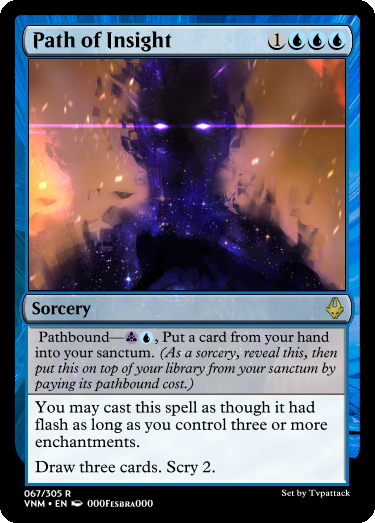 Path of Insight 1
Sorcery
Pathbound—, Put a card from your hand
into your sanctum. (As a sorcery, reveal this, then
put this on top of your library from your sanctum by
paying its pathbound cost.)
You may cast this spell as though it had
flash as long as you control three or more
enchantments.
Draw three cards. Scry 2.
067/305 R
VNM • EN 000Fesbra000
Set by Tvpattack